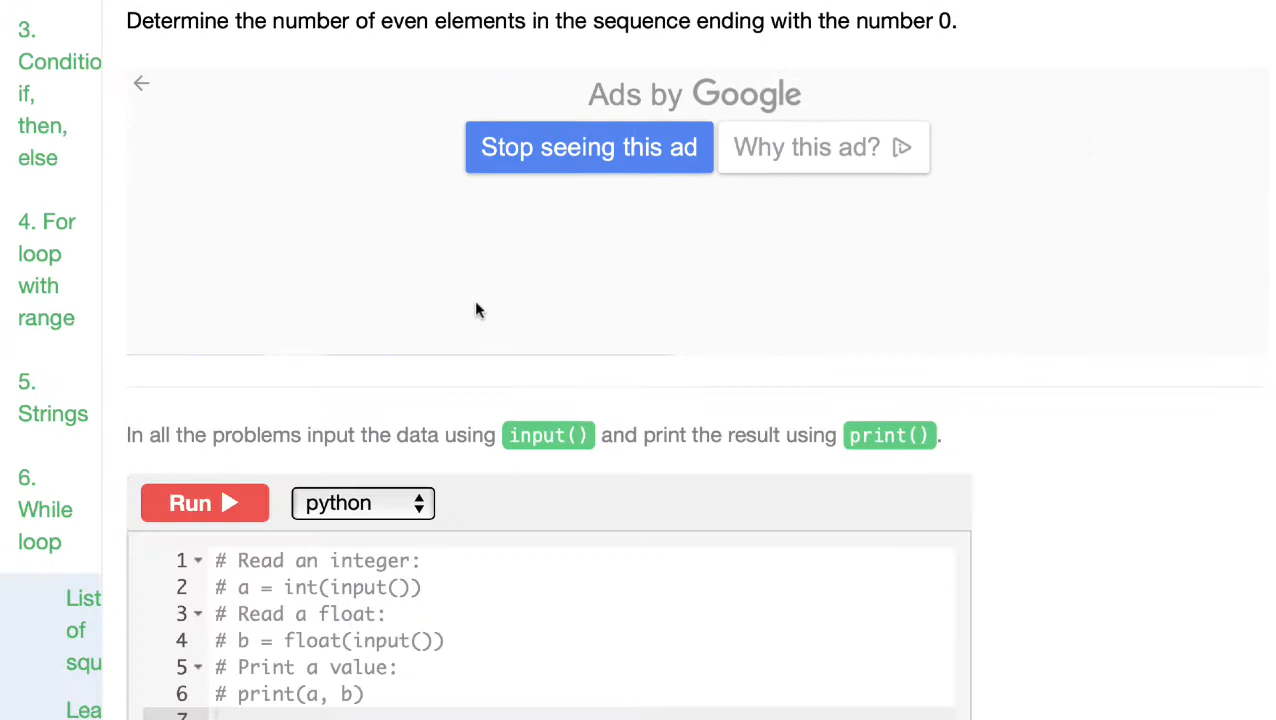 Determine the number of even elements in the sequence ending with the number 0.
3.
Conditio
if,
then,
else
4. For
loop
with
range
5.
Strings
6.
While
loop
List
of
squ
Lea
Ads by Google
Stop seeing this ad
Why this ad?
In all the problems input the data using input() and print the result using print().
Run
python
1 # Read an integer:
2 # a = int(input())
3 # Read a float:
4 # b = float(input())
5 # Print a value:
6 # print(a, b)
7